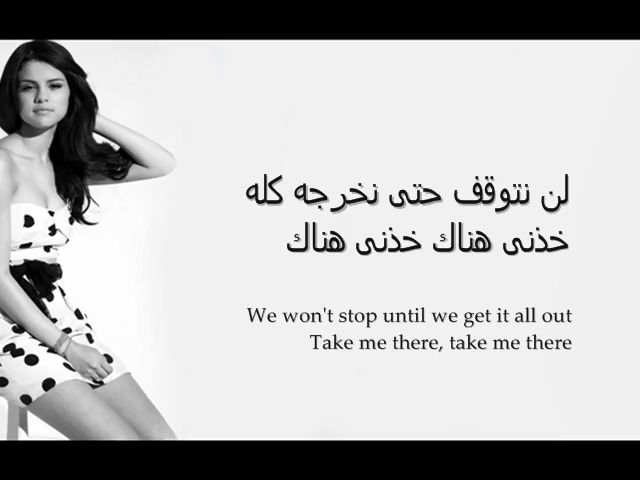 لن نتوقف حتى نخرجه كله
خذنى هناك خذنى هناك
We won't stop until we get it all out
Take me there, take me there